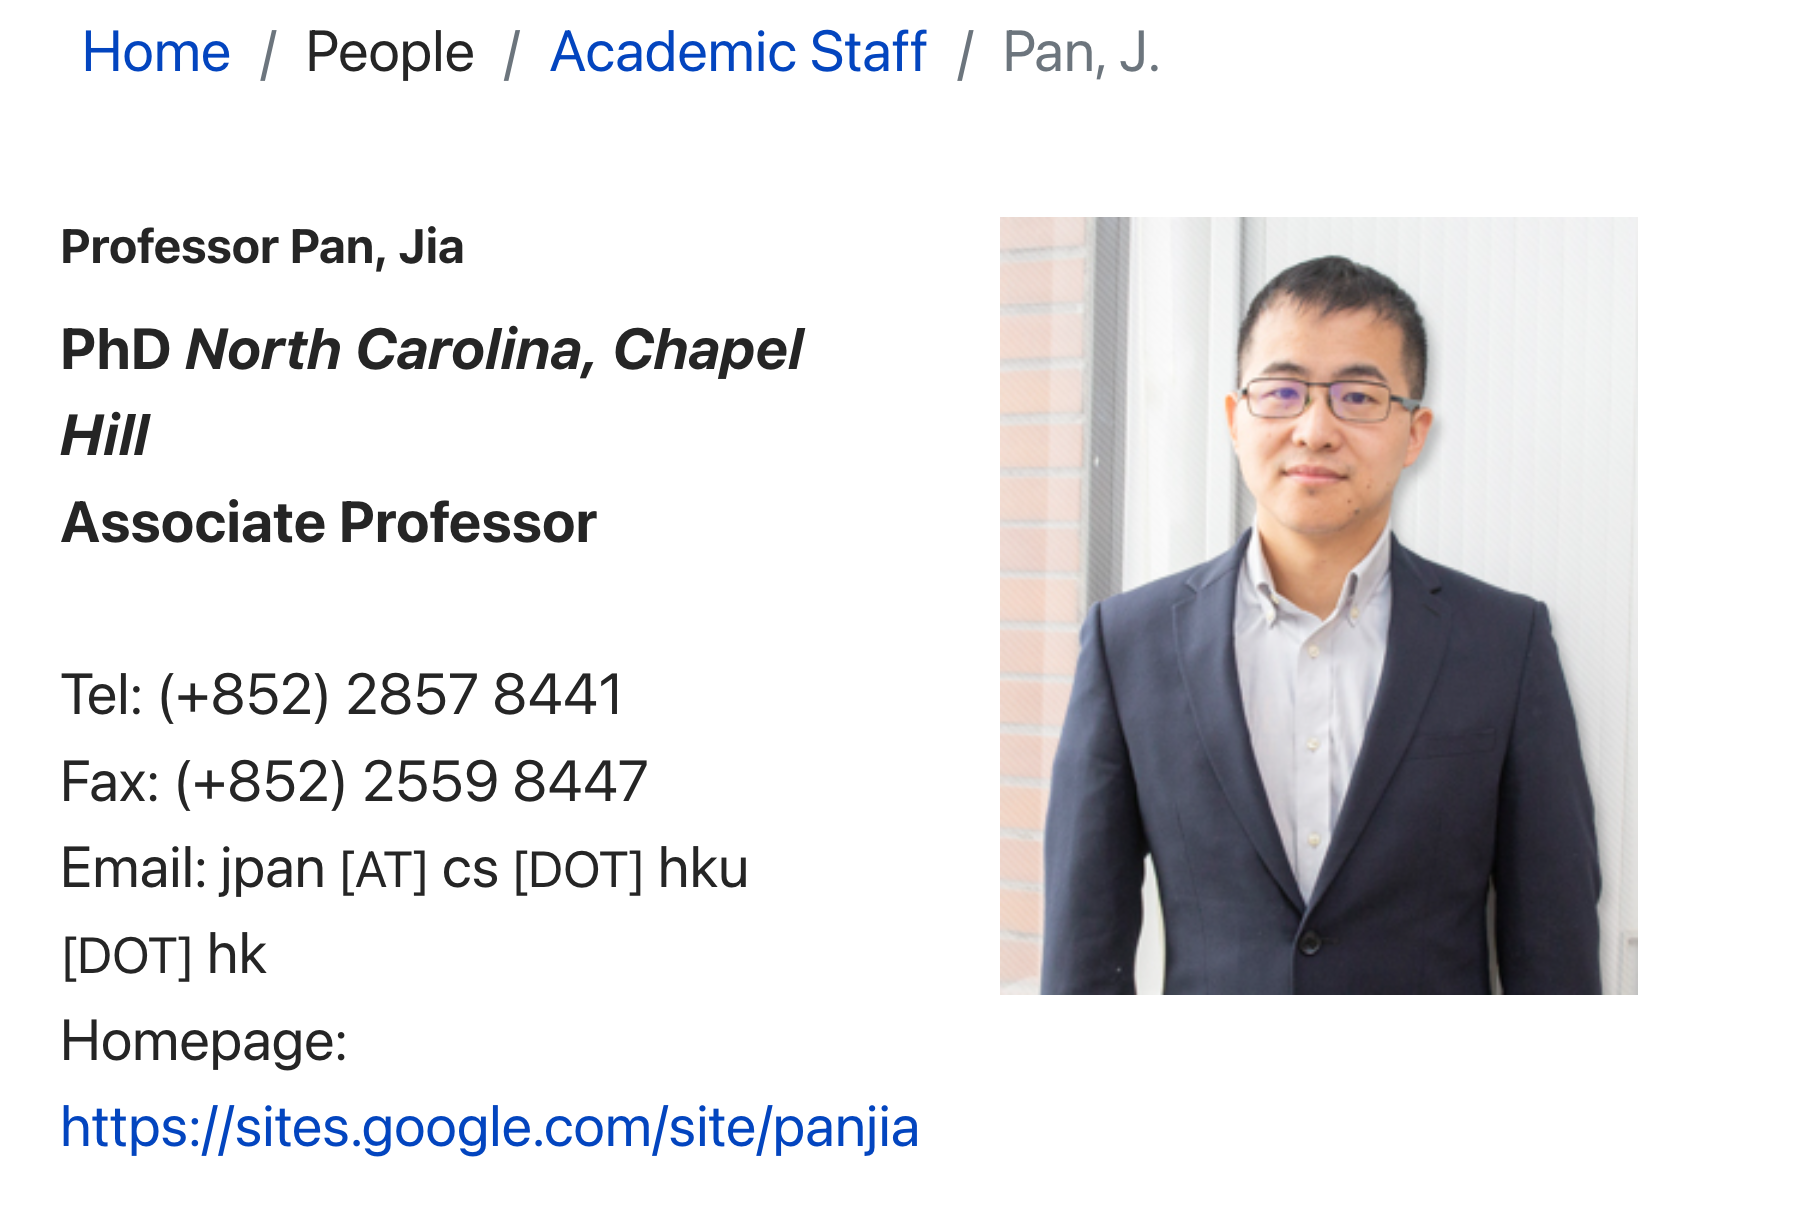 Home / People / Academic Staff / Pan, J.
Professor Pan, Jia
PhD North Carolina, Chapel
Hill
Associate Professor
Tel: (+852) 2857 8441
Fax: (+852) 2559 8447
Email: jpan [AT] cs [DOT] hku
[DOT] hk
Homepage:
https://sites.google.com/site/panjia